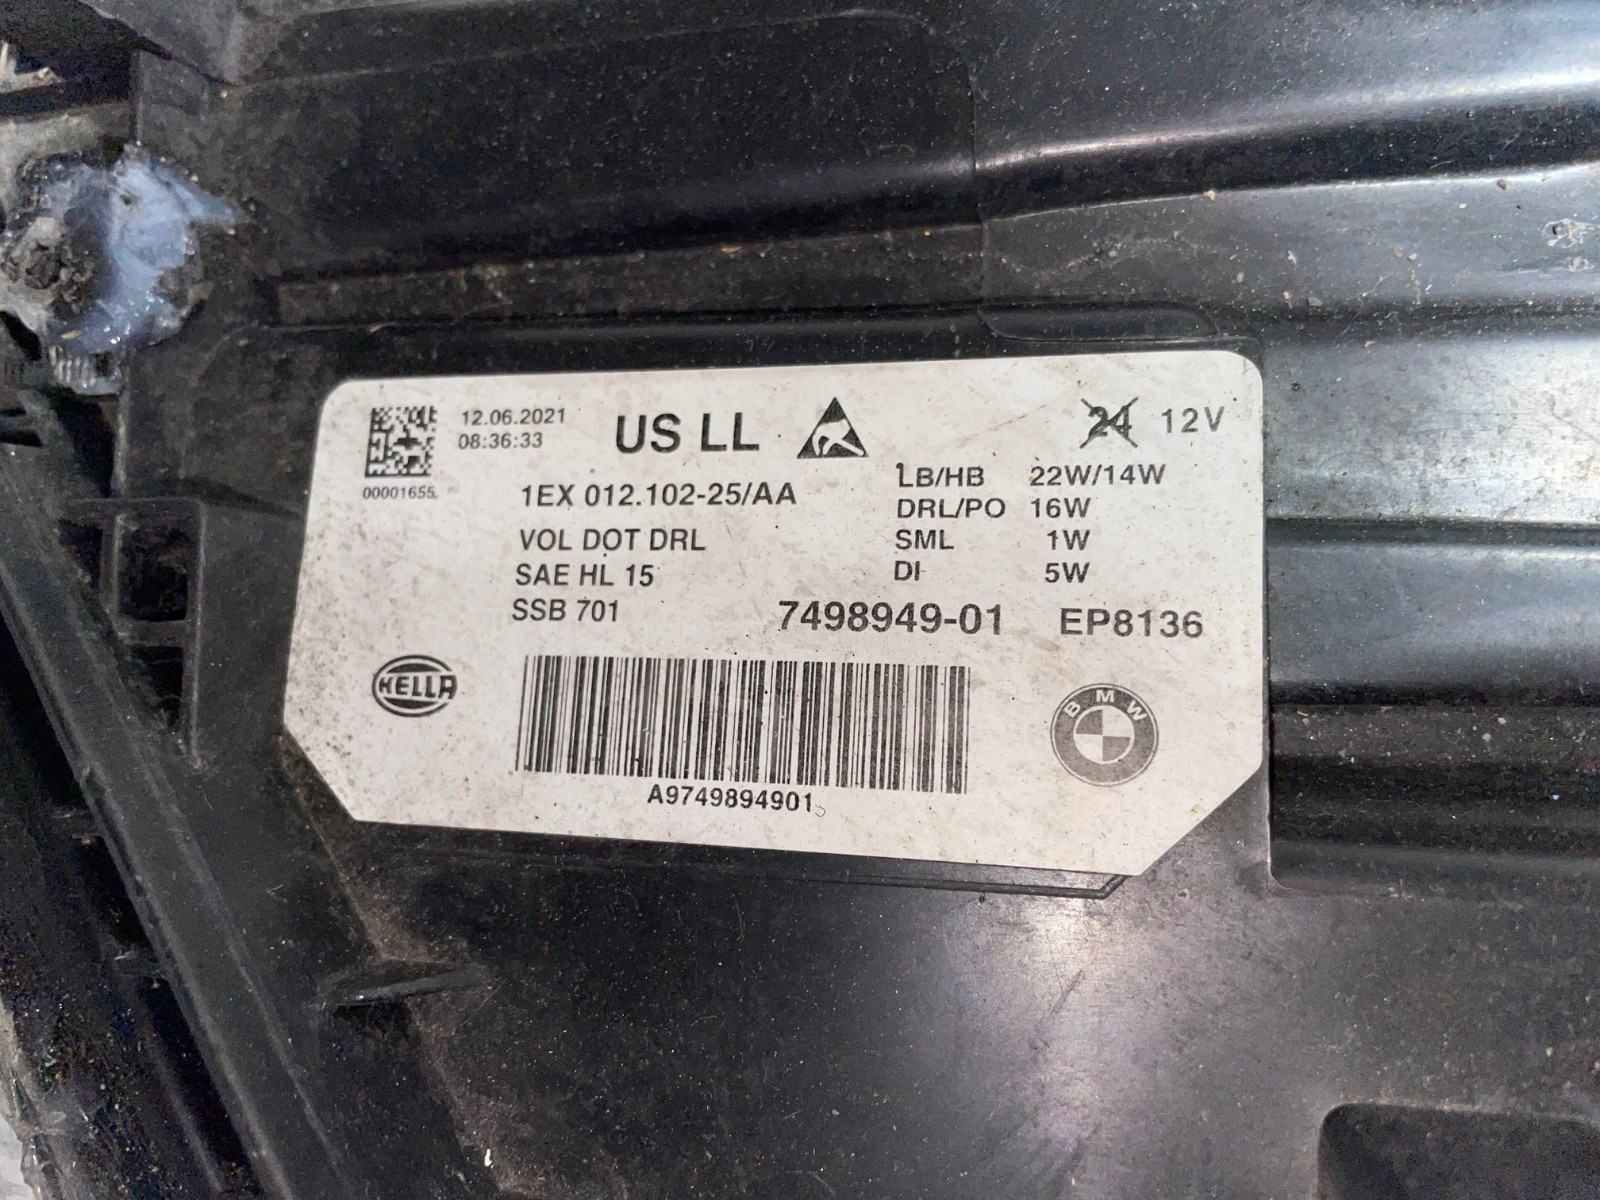 12.06.2021
08:36:33
00001655
US LL
24 12V
1EX 012.102-25/AA
VOL DOT DRL
SAE HL 15
SSB 701
LB/HB 22W/14W
DRL/PO 16W
SML 1W
DI 5W
7498949-01 EP8136
HELLA
BMW
A9749894901S